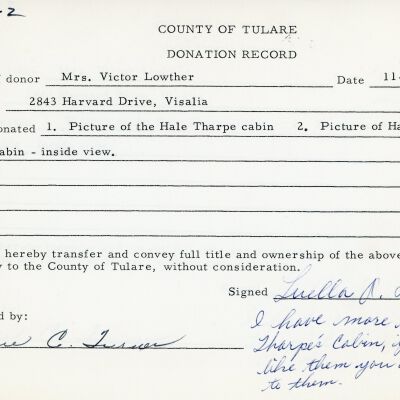 -2
COUNTY OF TULARE
DONATION RECORD
donor Mrs. Victor Lowther Date 11
2843 Harvard Drive, Visalia
onated 1. Picture of the Hale Tharpe cabin 2. Picture of Ha
abin - inside view.
hereby transfer and convey full title and ownership of the above
y to the County of Tulare, without consideration.
Signed Luella R.
d by:
C. Turner
I have more
Tharpe's Cabin, i
like them you
to them.